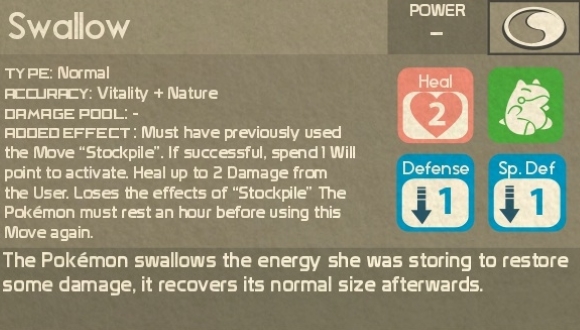 Swallow
POWER
–
TYPE: Normal
ACCURACY: Vitality + Nature
DAMAGE POOL: -
ADDED EFFECT: Must have previously used
the Move “Stockpile”. If successful, spend 1 Will
point to activate. Heal up to 2 Damage from
the User. Loses the effects of “Stockpile” The
Pokémon must rest an hour before using this
Move again.
Heal
2
Defense
1
Sp. Def
1
The Pokémon swallows the energy she was storing to restore
some damage, it recovers its normal size afterwards.